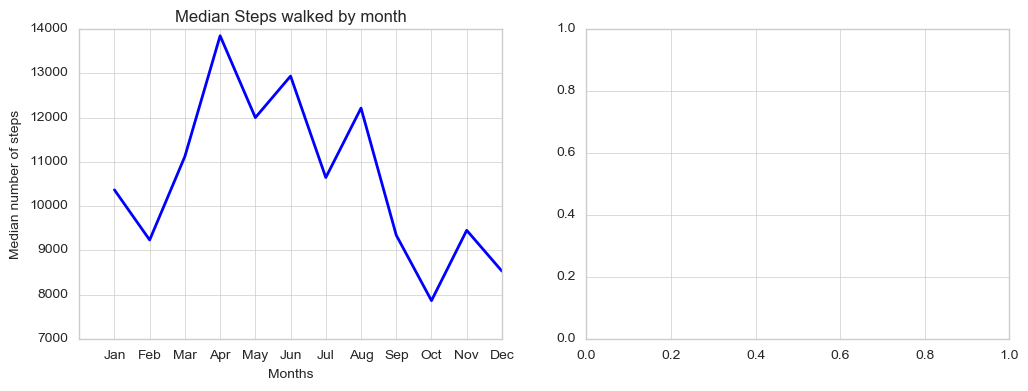 Median Steps walked by month
14000
13000
12000
11000
10000
9000
8000
7000
Median number of steps
Jan Feb Mar Apr May Jun Jul Aug Sep Oct Nov Dec
Months
1.0
0.8
0.6
0.4
0.2
0.0
0.0 0.2 0.4 0.6 0.8 1.0